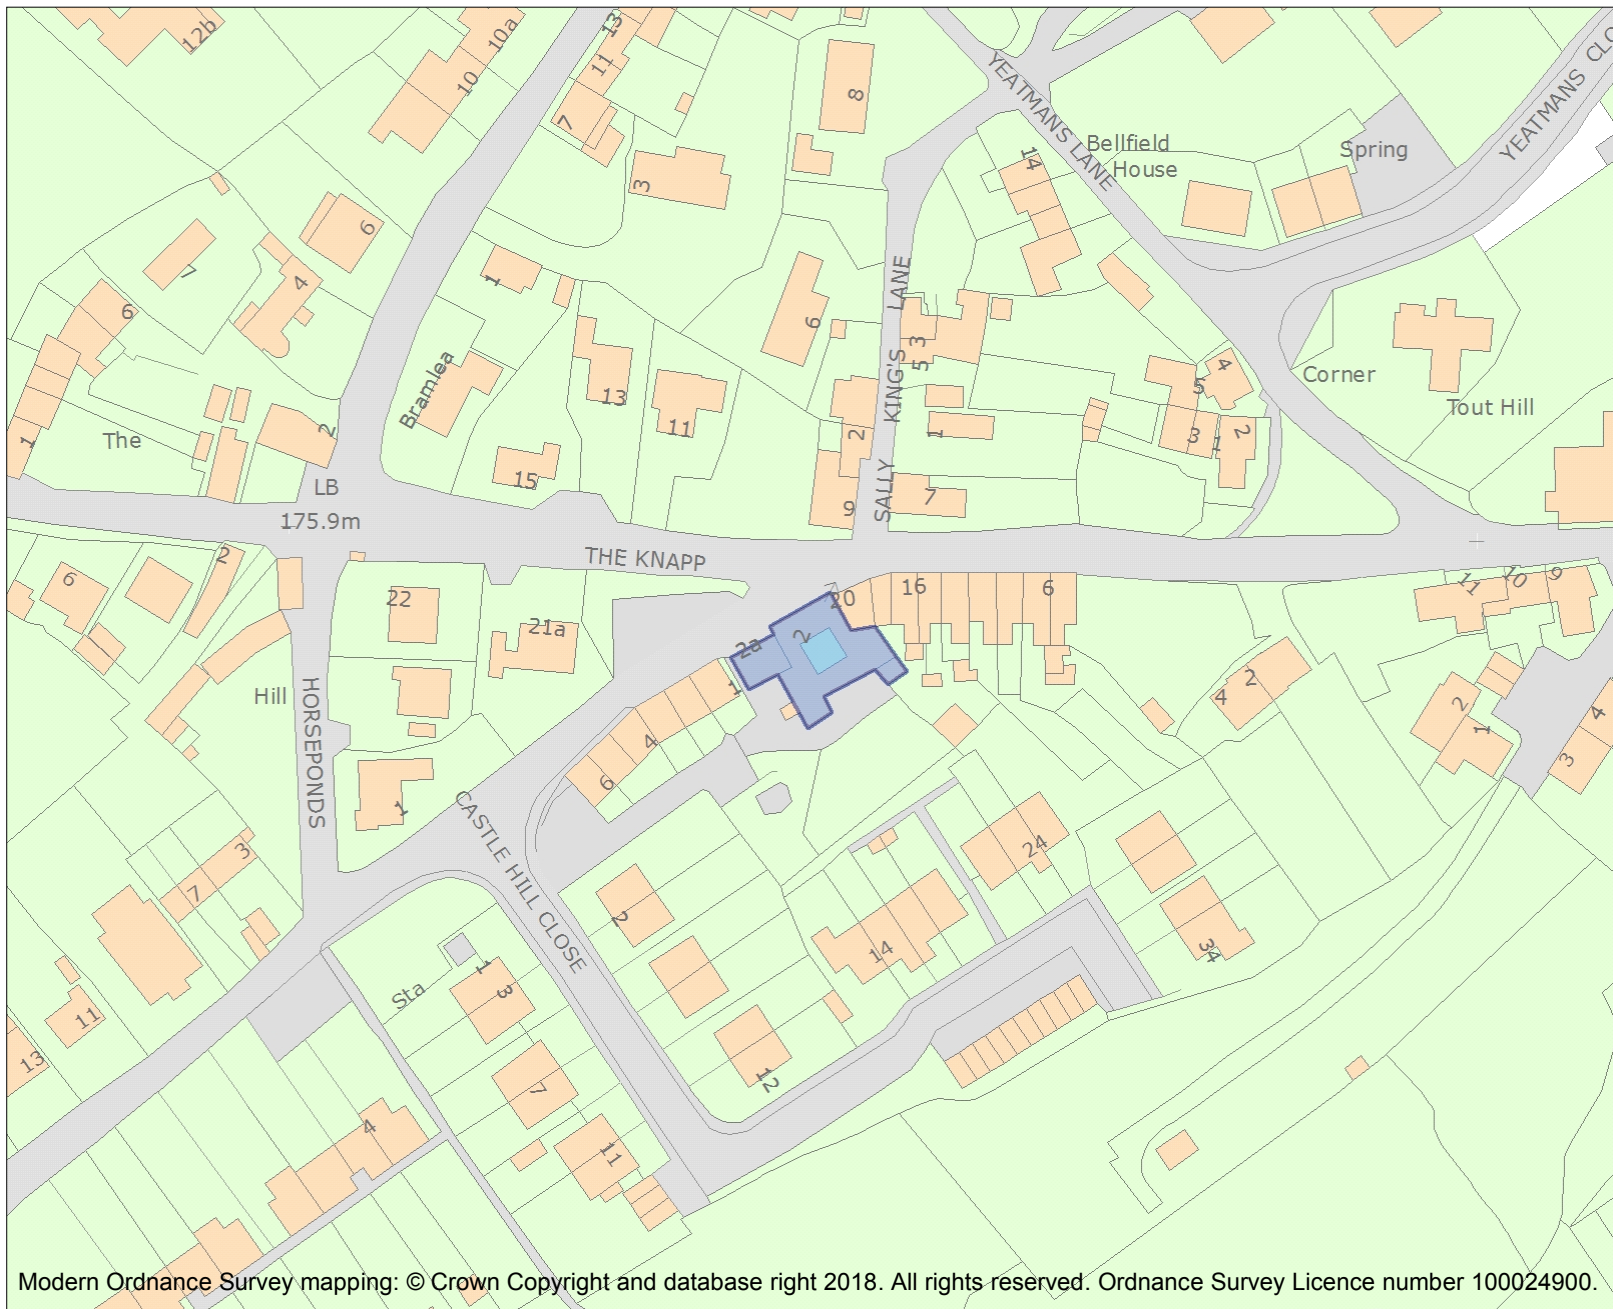 12b
10a
10
13
11
7
8
YEATMANS LANE
YEATMANS CLO
Bellfield
House
Spring
14
3
6
7
4
6
1
6
SALLY KING'S LANE
3
5
Bramlea
13
11
Corner
4
5
Tout Hill
The
1
2
15
2
1
3
1
2
LB
175.9m
9
7
THE KNAPP
2
6
22
21a
20
16
6
11
10
9
2a
2
Hill
HORSEPONDS
1
4
2
4
2
1
4
3
6
1
CASTLE HILL CLOSE
3
7
24
2
14
34
Sta
1
3
11
13
12
7
4
11
Modern Ordnance Survey mapping: © Crown Copyright and database right 2018. All rights reserved. Ordnance Survey Licence number 100024900.